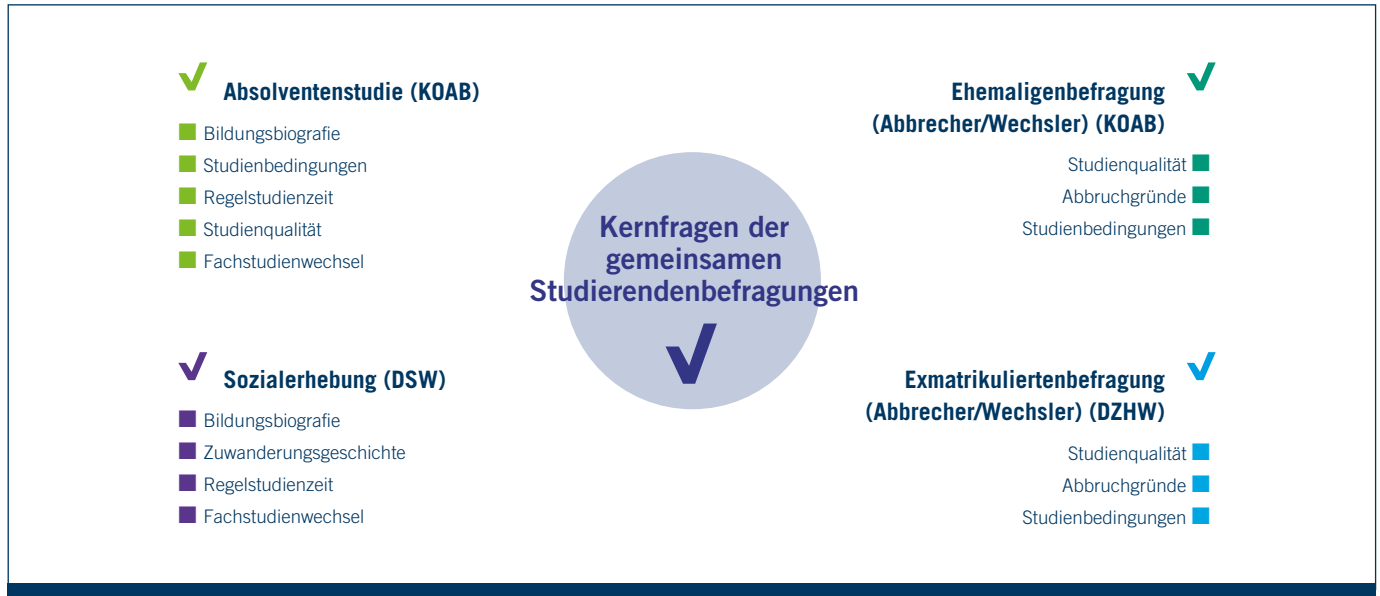 Absolventenstudie (KOAB)
Bildungsbiografie
Studienbedingungen
Regelstudienzeit
Studienqualität
Fachstudienwechsel
Ehemaligenbefragung
(Abbrecher/Wechsler) (KOAB)
Studienqualität
Abbruchgründe
Studienbedingungen
Kernfragen der
gemeinsamen
Studierendenbefragungen
Sozialerhebung (DSW)
Bildungsbiografie
Zuwanderungsgeschichte
Regelstudienzeit
Fachstudienwechsel
Exmatrikuliertenbefragung
(Abbrecher/Wechsler) (DZHW)
Studienqualität
Abbruchgründe
Studienbedingungen